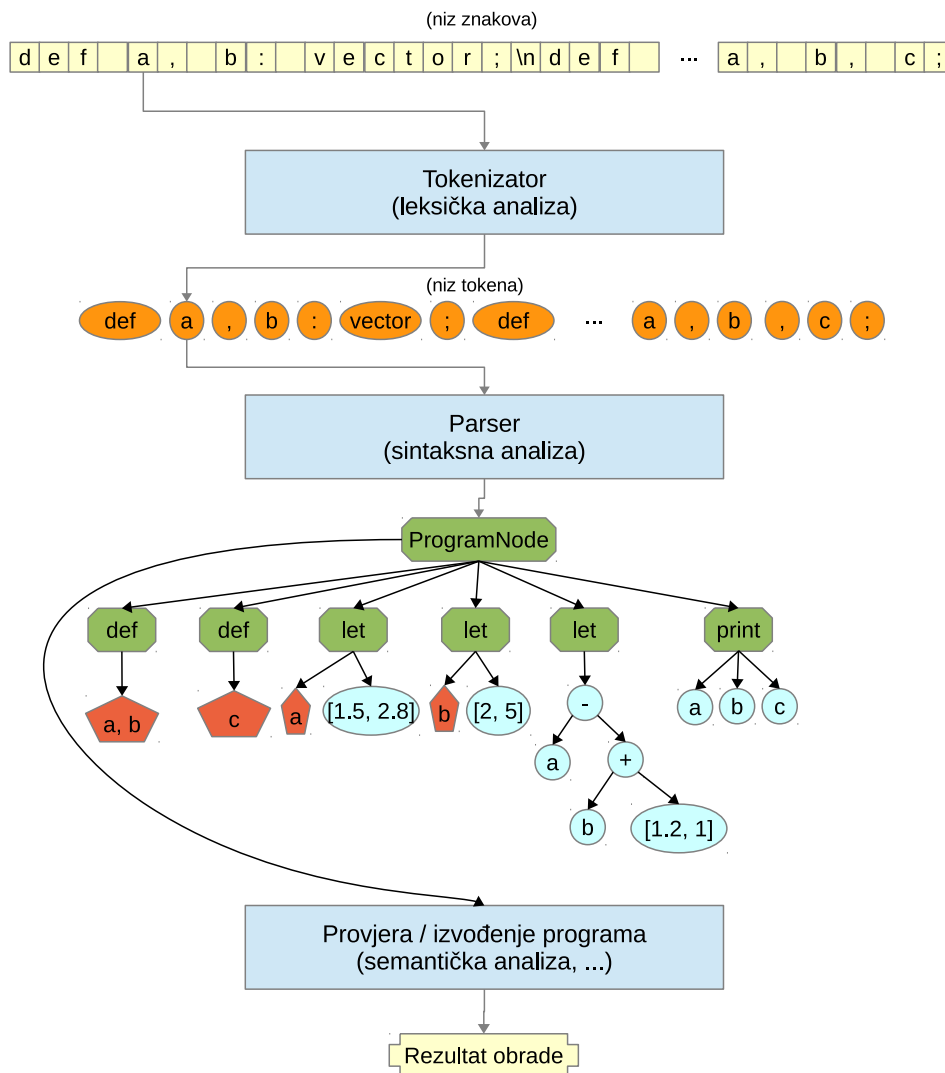 (niz znakova)
d e f a , b : v e c t o r ; \n d e f ... a , b , c ;
Tokenizator
(leksička analiza)
(niz tokena)
def a , b : vector ; def ... a , b , c ;
Parser
(sintaksna analiza)
ProgramNode
def def let let let print
a, b c a [1.5, 2.8] b [2, 5] - a b c
a +
b [1.2, 1]
Provjera / izvođenje programa
(semantička analiza, ...)
Rezultat obrade